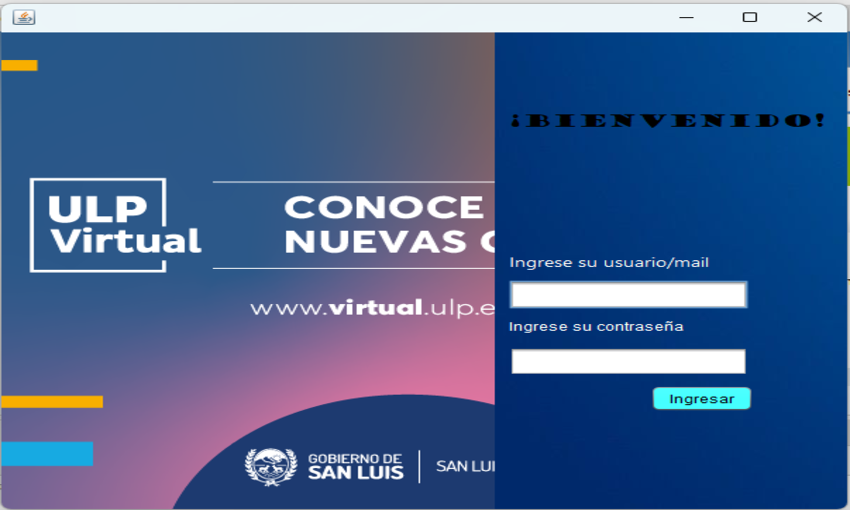 ULP
Virtual
CONOCE
NUEVAS
www.virtual.ulp.e
GOBIERNO DE
SAN LUIS
SAN LUI
¡BIENVENIDO!
Ingrese su usuario/mail
Ingrese su contraseña
Ingresar